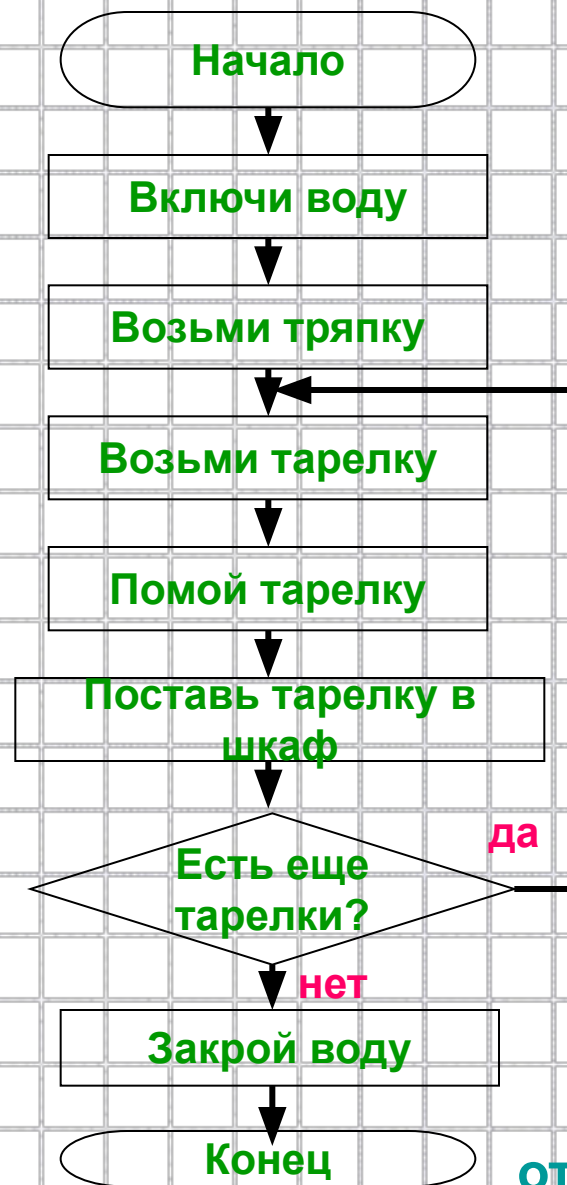 Начало
Включи воду
Возьми тряпку
Возьми тарелку
Помой тарелку
Поставь тарелку в
шкаф
да
Есть еще
тарелки?
нет
Закрой воду
Конец